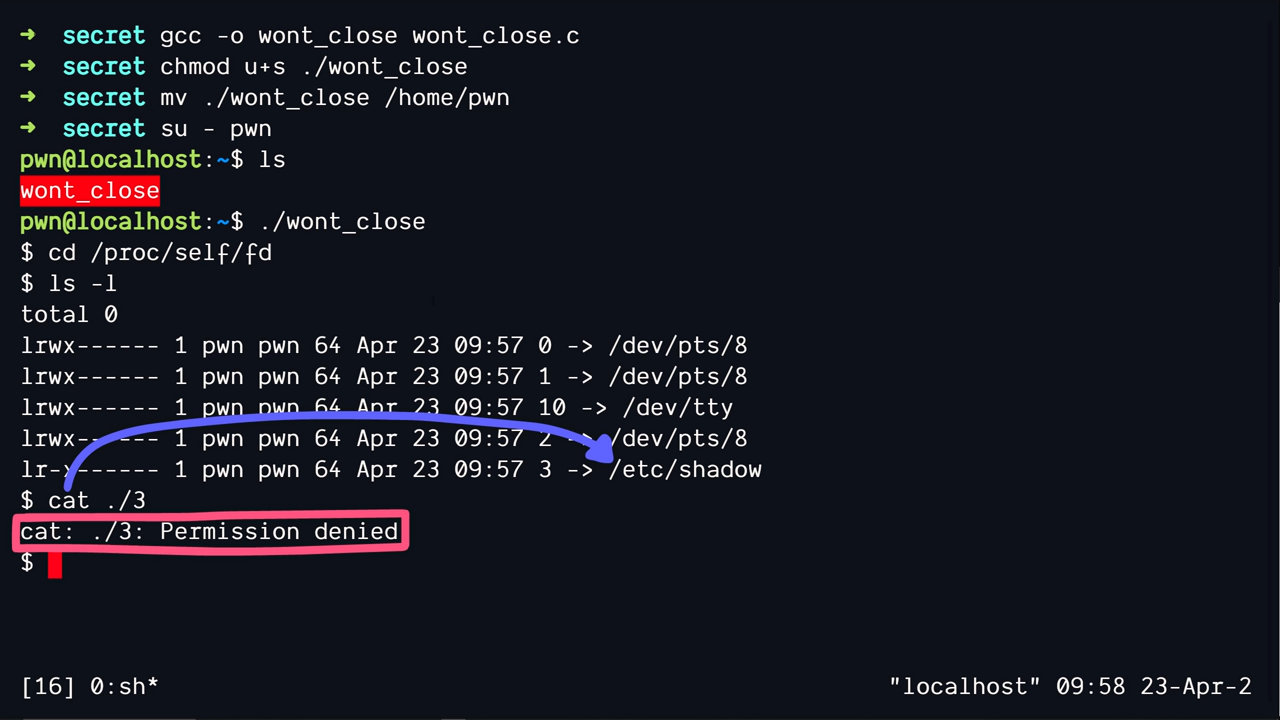 ➜ secret gcc -o wont_close wont_close.c
➜ secret chmod u+s ./wont_close
➜ secret mv ./wont_close /home/pwn
➜ secret su - pwn
pwn@localhost:~$ ls
wont_close
pwn@localhost:~$ ./wont_close
$ cd /proc/self/fd
$ ls -l
total 0
lrwx------ 1 pwn pwn 64 Apr 23 09:57 0 -> /dev/pts/8
lrwx------ 1 pwn pwn 64 Apr 23 09:57 1 -> /dev/pts/8
lrwx------ 1 pwn pwn 64 Apr 23 09:57 10 -> /dev/tty
lrwx------ 1 pwn pwn 64 Apr 23 09:57 2 -> /dev/pts/8
lr-x------ 1 pwn pwn 64 Apr 23 09:57 3 -> /etc/shadow
$ cat ./3
cat: ./3: Permission denied
$
[16] 0:sh* "localhost" 09:58 23-Apr-2